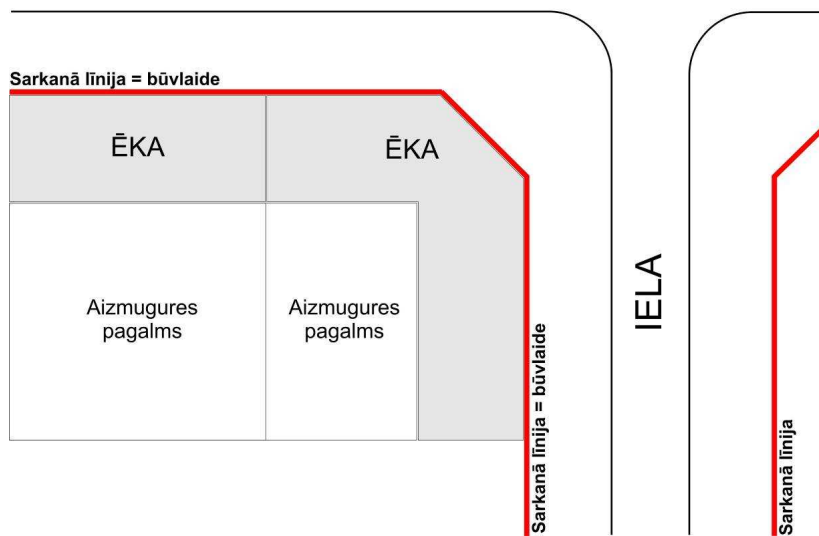 Sarkanā līnija = būvlaide
ĒKA
ĒKA
Aizmugures
pagalms
Aizmugures
pagalms
Sarkanā līnija = būvlaide
IELA
Sarkanā līnija